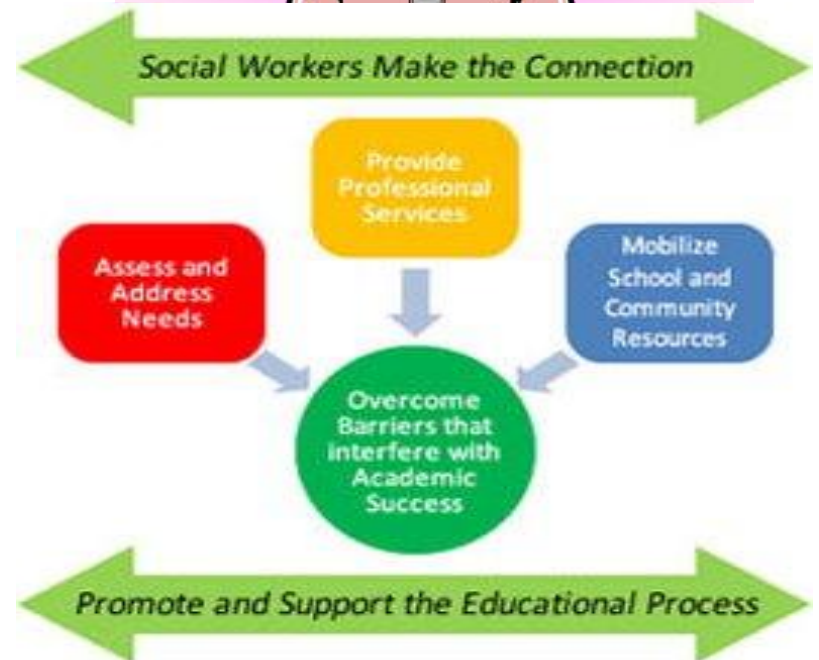 Social Workers Make the Connection
Provide
Professional
Services
Assess and
Address
Needs
Mobilize
School and
Community
Resources
Overcome
Barriers that
interfere with
Academic
Success
Promote and Support the Educational Process